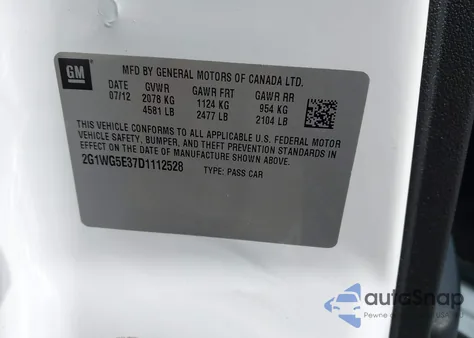 GM
MFD BY GENERAL MOTORS OF CANADA LTD.
DATE GVWR GAWR FRT GAWR RR
07/12 2078 KG 1124 KG 954 KG
4581 LB 2477 LB 2104 LB
THIS VEHICLE CONFORMS TO ALL APPLICABLE U.S. FEDERAL MOTOR
VEHICLE SAFETY, BUMPER, AND THEFT PREVENTION STANDARDS
IN EFFECT ON THE DATE OF MANUFACTURE SHOWN ABOVE.
2G1WG5E37D1112528 TYPE: PASS CAR
autoSnap